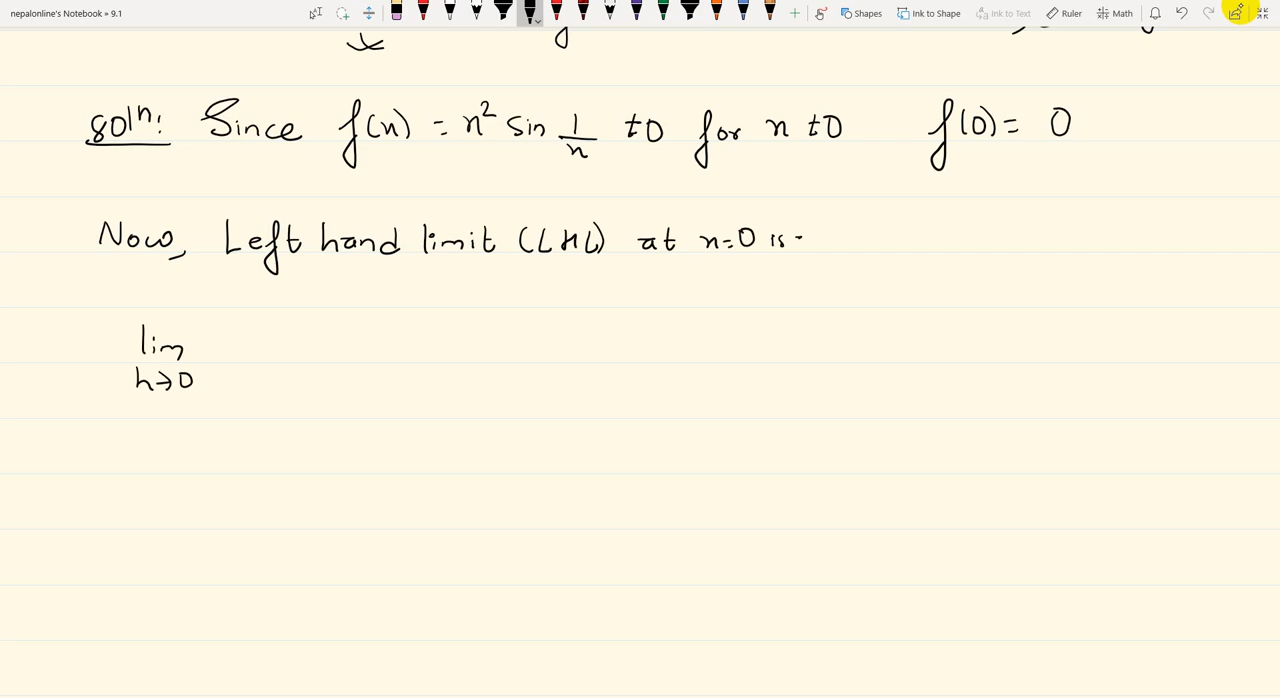 nepalonline's Notebook » 9.1
Shapes Ink to Shape Ink to Text Ruler Math
Soln: Since f(x) = x² sin 1/x ≠0 for x ≠0 f(0) = 0
Now, Left hand limit (LHL) at x=0 is-
lim
h→0